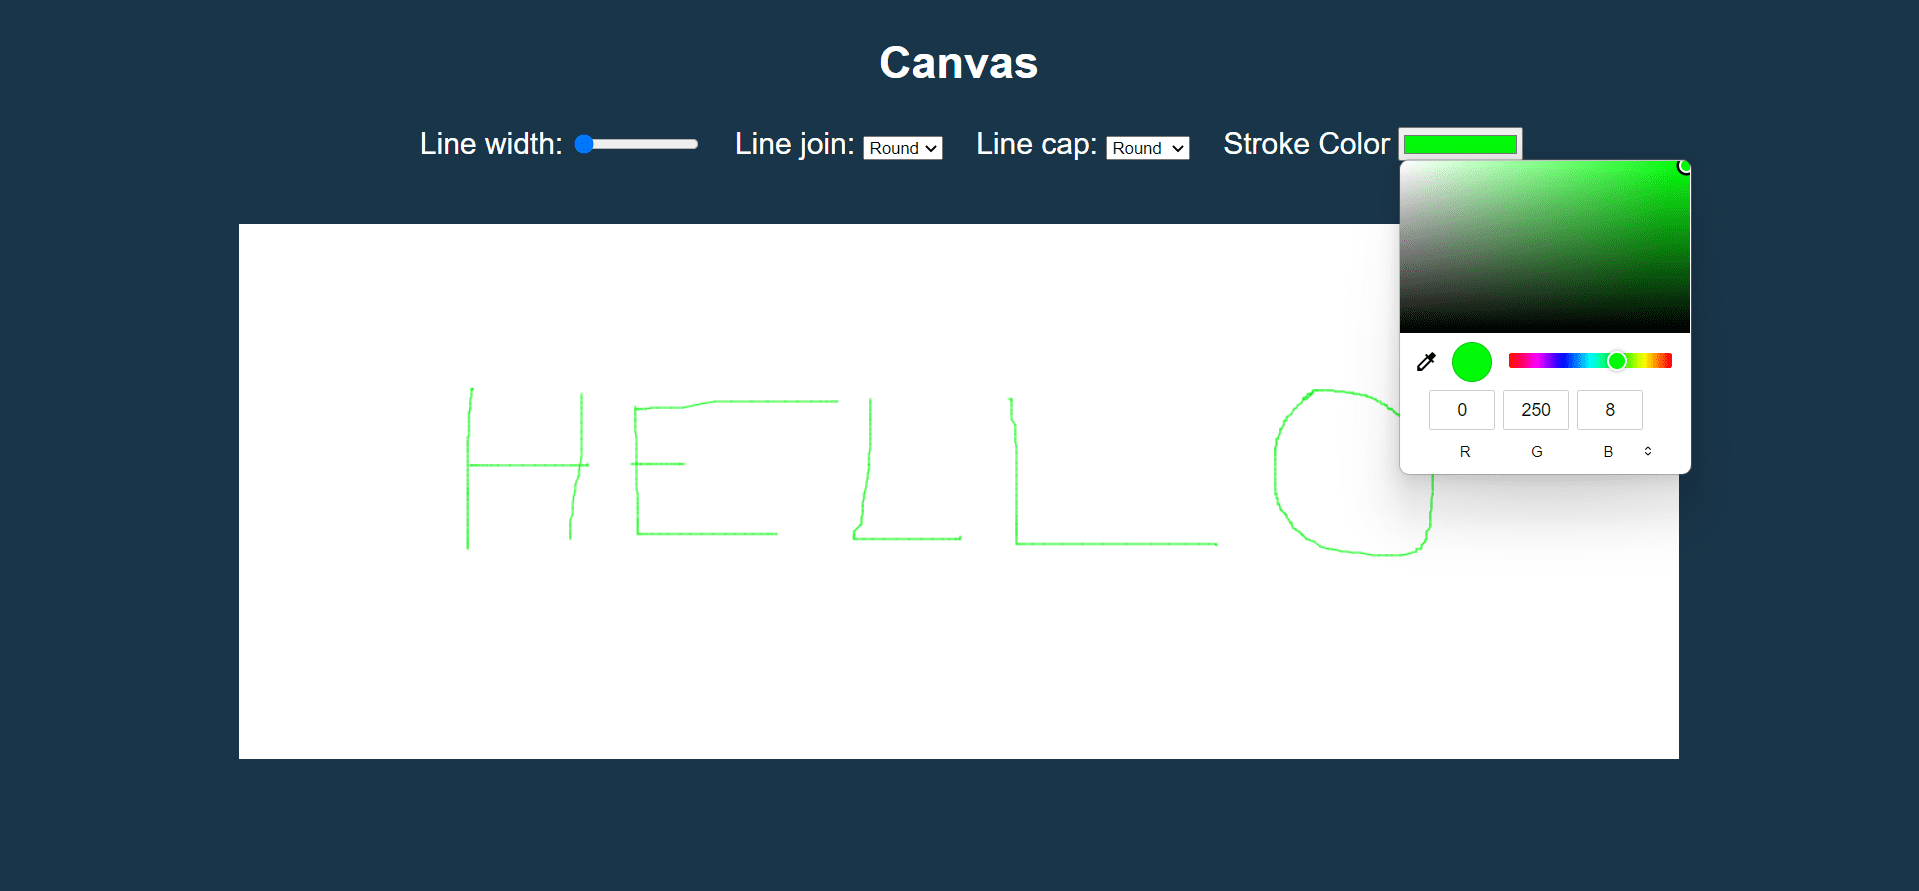 Canvas
Line width: Line join: Round Line cap: Round Stroke Color
0 250 8
R G B
HELLO